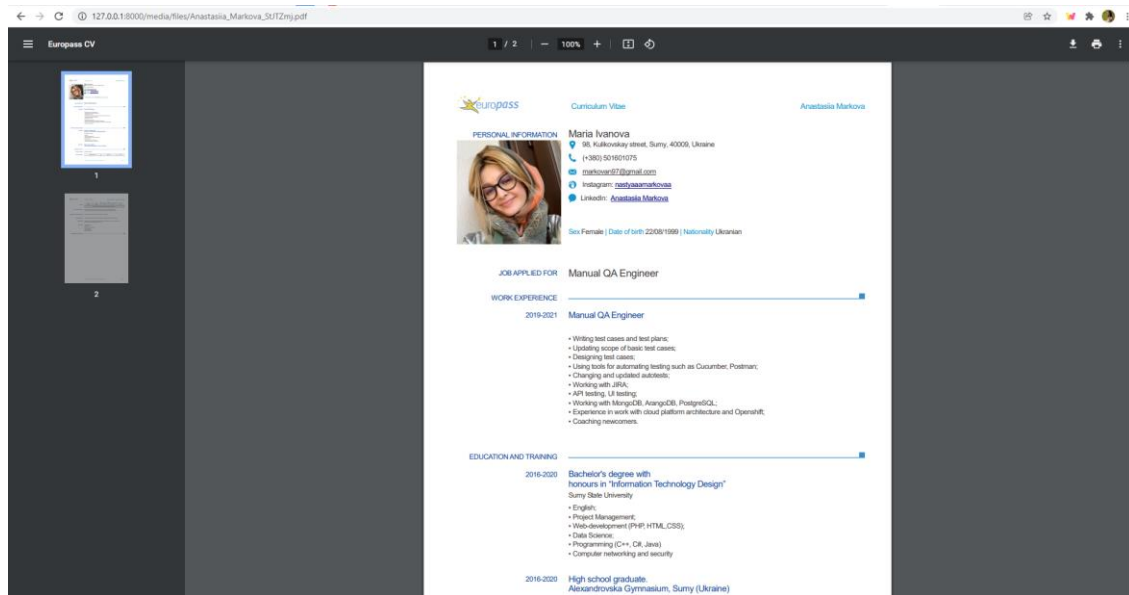 127.0.0.1:8000/media/files/Anastasiia_Markova_StJTZmj.pdf
Europass CV
1 / 2 | − 100% +
1
2
europass Curriculum Vitae Anastasiia Markova
PERSONAL INFORMATION Maria Ivanova
98, Kulikovskay street, Sumy, 40009, Ukraine
(+380) 501601075
markovan97@gmail.com
Instagram: nastyaaamarkovaa
LinkedIn: Anastasiia Markova
Sex Female | Date of birth 22/08/1999 | Nationality Ukranian
JOB APPLIED FOR Manual QA Engineer
WORK EXPERIENCE
2019-2021 Manual QA Engineer
• Writing test cases and test plans;
• Updating scope of basic test cases;
• Designing test cases;
• Using tools for automating testing such as Cucumber, Postman;
• Changing and updated autotests;
• Working with JIRA;
• API testing, UI testing;
• Working with MongoDB, ArangoDB, PostgreSQL;
• Experience in work with cloud platform architecture and Openshift;
• Coaching newcomers.
EDUCATION AND TRAINING
2016-2020 Bachelor's degree with
honours in "Information Technology Design"
Sumy State University
• English;
• Project Management;
• Web-development (PHP, HTML,CSS);
• Data Science;
• Programming (C++, C#, Java)
• Computer networking and security
2016-2020 High school graduate.
Alexandrovska Gymnasium, Sumy (Ukraine)